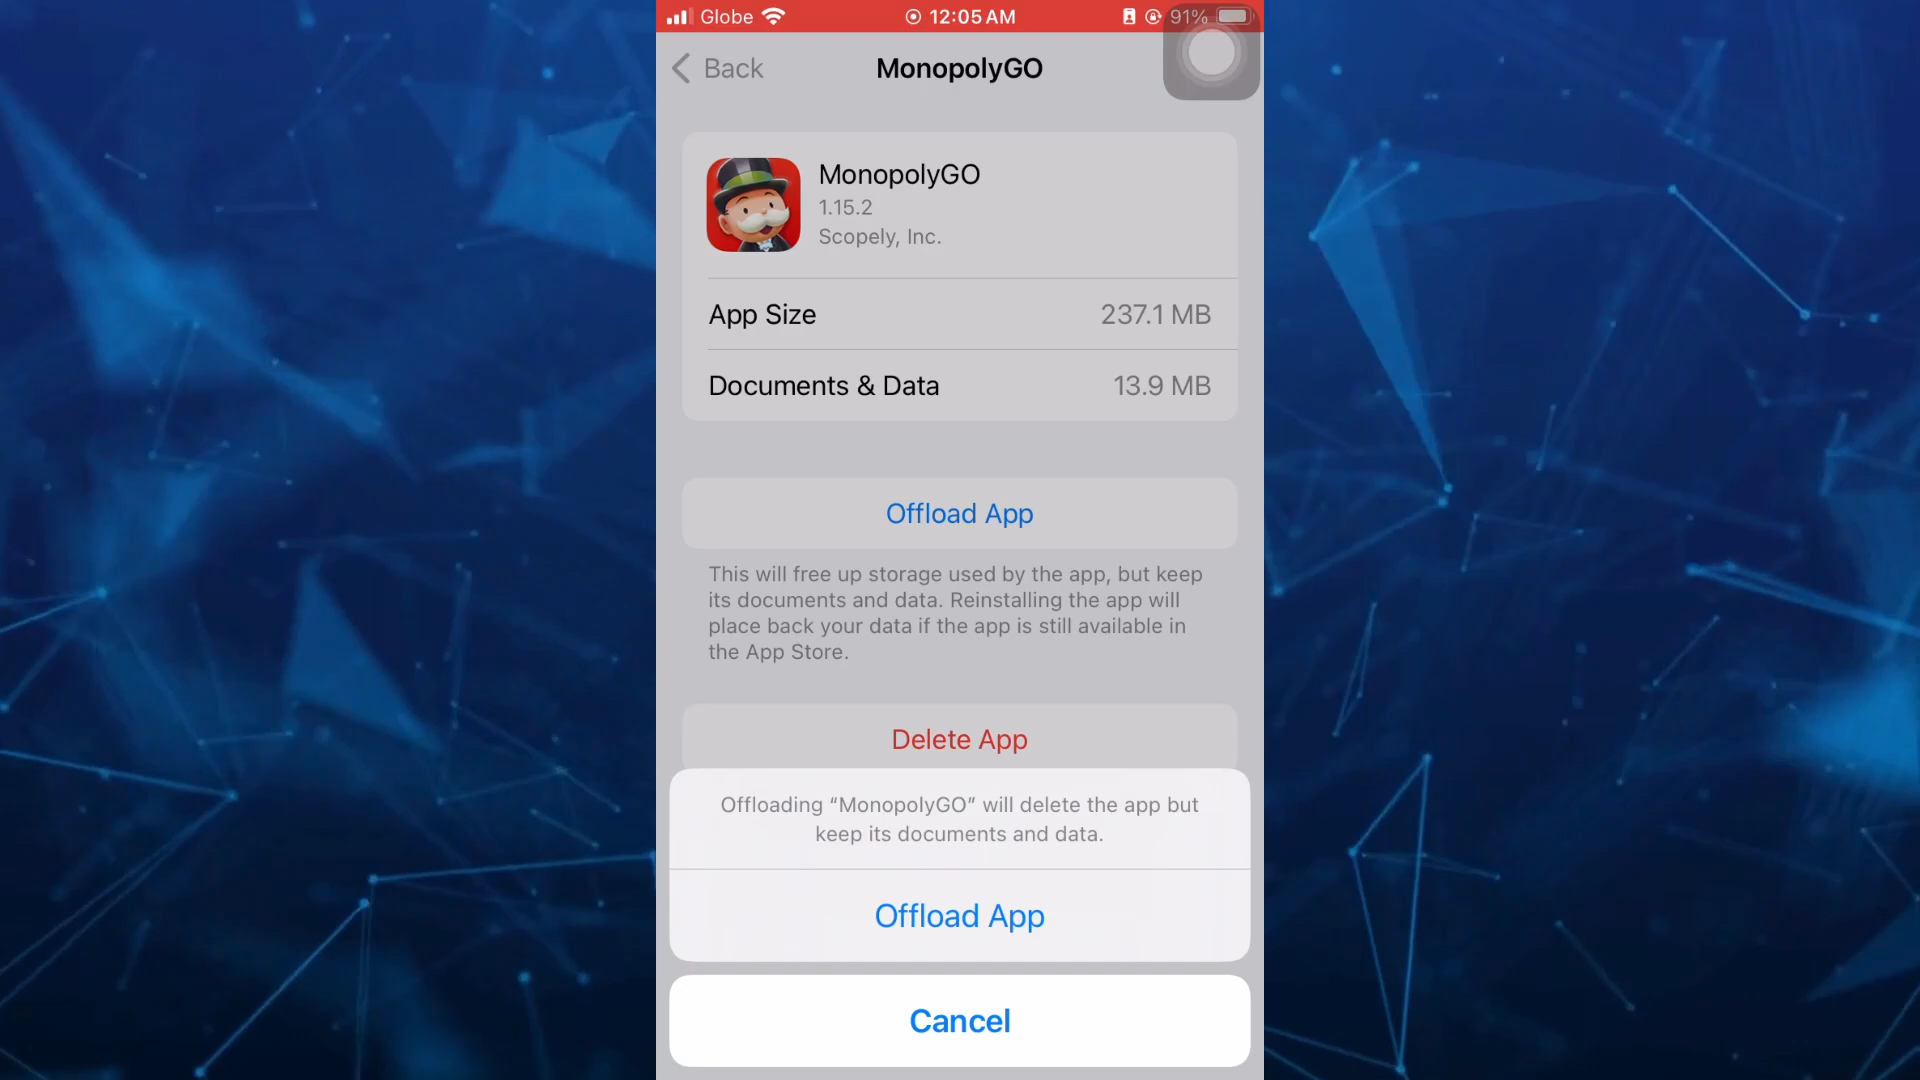 Globe 12:05 AM 91%
Back MonopolyGO
MonopolyGO
1.15.2
Scopely, Inc.
App Size 237.1 MB
Documents & Data 13.9 MB
Offload App
This will free up storage used by the app, but keep
its documents and data. Reinstalling the app will
place back your data if the app is still available in
the App Store.
Delete App
Offloading “MonopolyGO” will delete the app but
keep its documents and data.
Offload App
Cancel